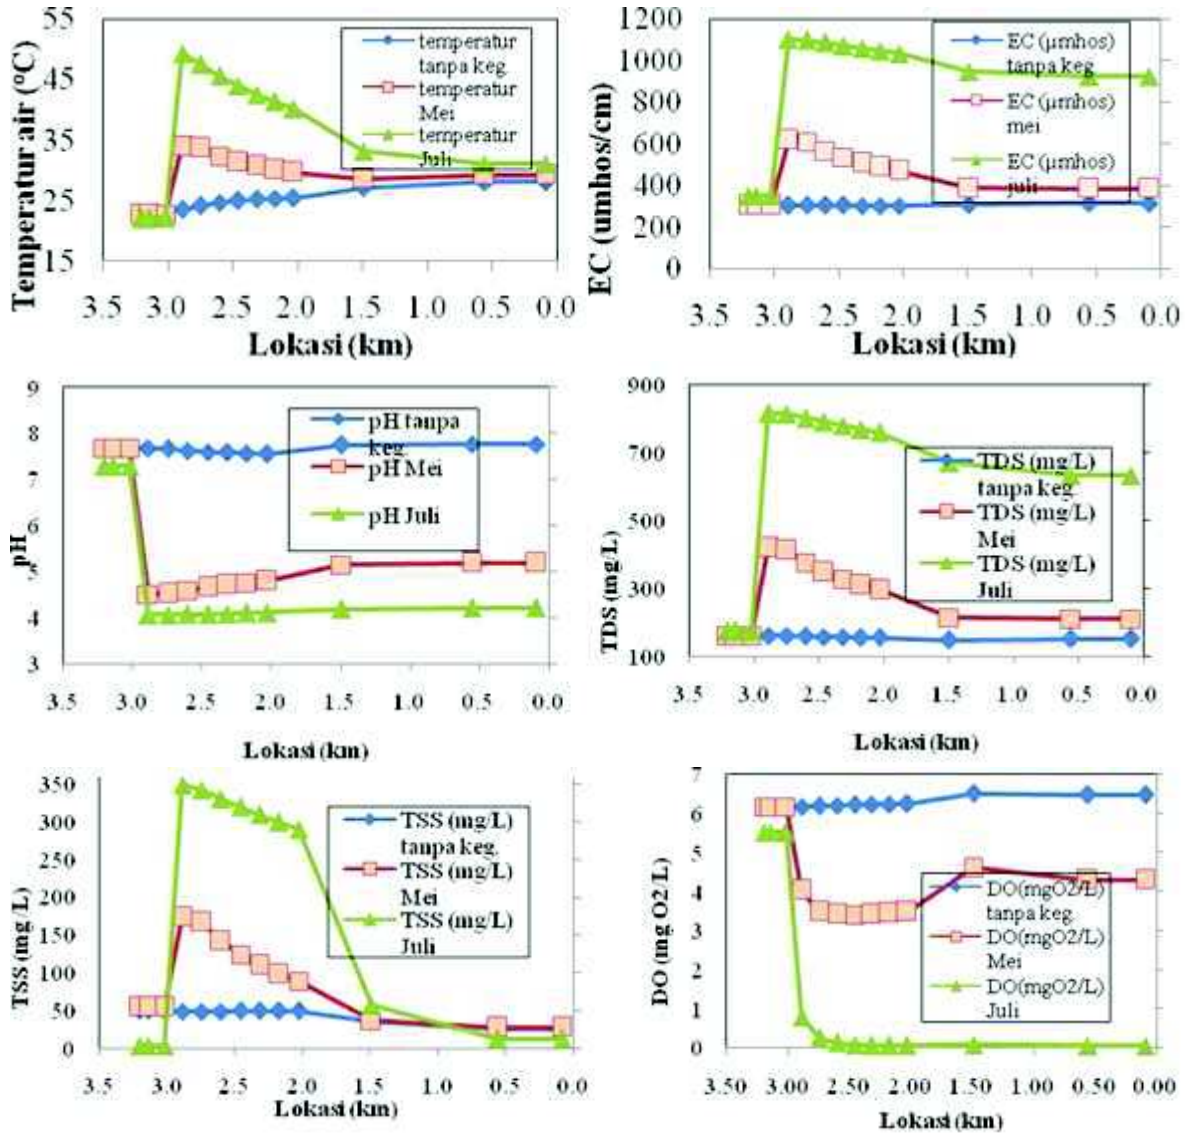 55
45
35
25
15
Temperatur air (°C)
temperatur
tanpa keg.
temperatur
Mei
temperatur
Juli
3.5 3.0 2.5 2.0 1.5 1.0 0.5 0.0
Lokasi (km)
1200
1000
800
600
400
200
0
EC (umhos/cm)
EC (µmhos)
tanpa keg
EC (µmhos)
mei
EC (µmhos)
juli
3.5 3.0 2.5 2.0 1.5 1.0 0.5 0.0
Lokasi (km)
9
8
7
6
5
4
3
pH
pH tanpa
keg.
pH Mei
pH Juli
3.5 3.0 2.5 2.0 1.5 1.0 0.5 0.0
Lokasi (km)
900
700
500
300
100
TDS (mg/L)
TDS (mg/L)
tanpa keg.
TDS (mg/L)
Mei
TDS (mg/L)
Juli
3.5 3.0 2.5 2.0 1.5 1.0 0.5 0.0
Lokasi (km)
350
300
250
200
150
100
50
0
TSS (mg/L)
TSS (mg/L)
tanpa keg.
TSS (mg/L)
Mei
TSS (mg/L)
Juli
3.5 3.0 2.5 2.0 1.5 1.0 0.5 0.0
Lokasi (km)
7
6
5
4
3
2
1
0
DO (mg O2/L)
DO(mgO2/L)
tanpa keg.
DO(mgO2/L)
Mei
DO(mgO2/L)
Juli
3.50 3.00 2.50 2.00 1.50 1.00 0.50 0.00
Lokasi (km)